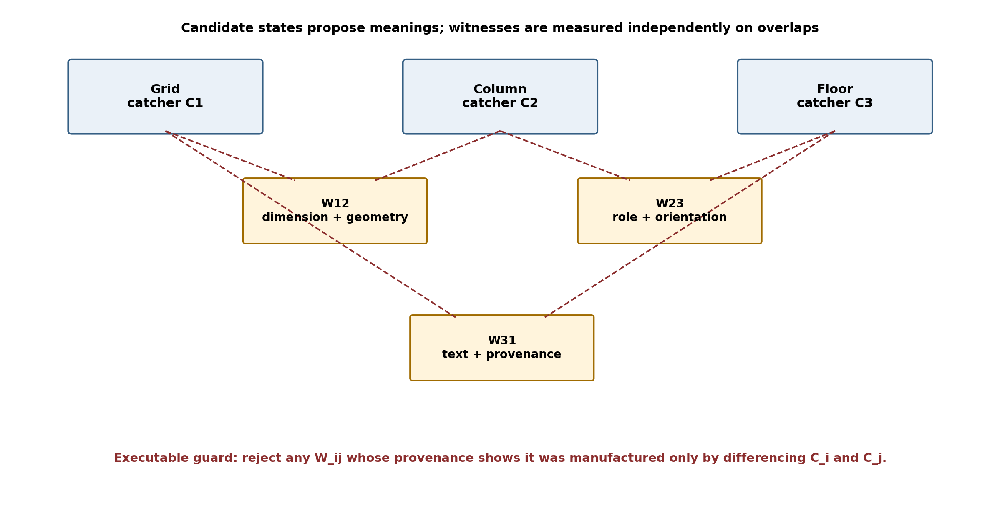 Candidate states propose meanings; witnesses are measured independently on overlaps
Grid
catcher C1
Column
catcher C2
Floor
catcher C3
W12
dimension + geometry
W23
role + orientation
W31
text + provenance
Executable guard: reject any W_ij whose provenance shows it was manufactured only by differencing C_i and C_j.